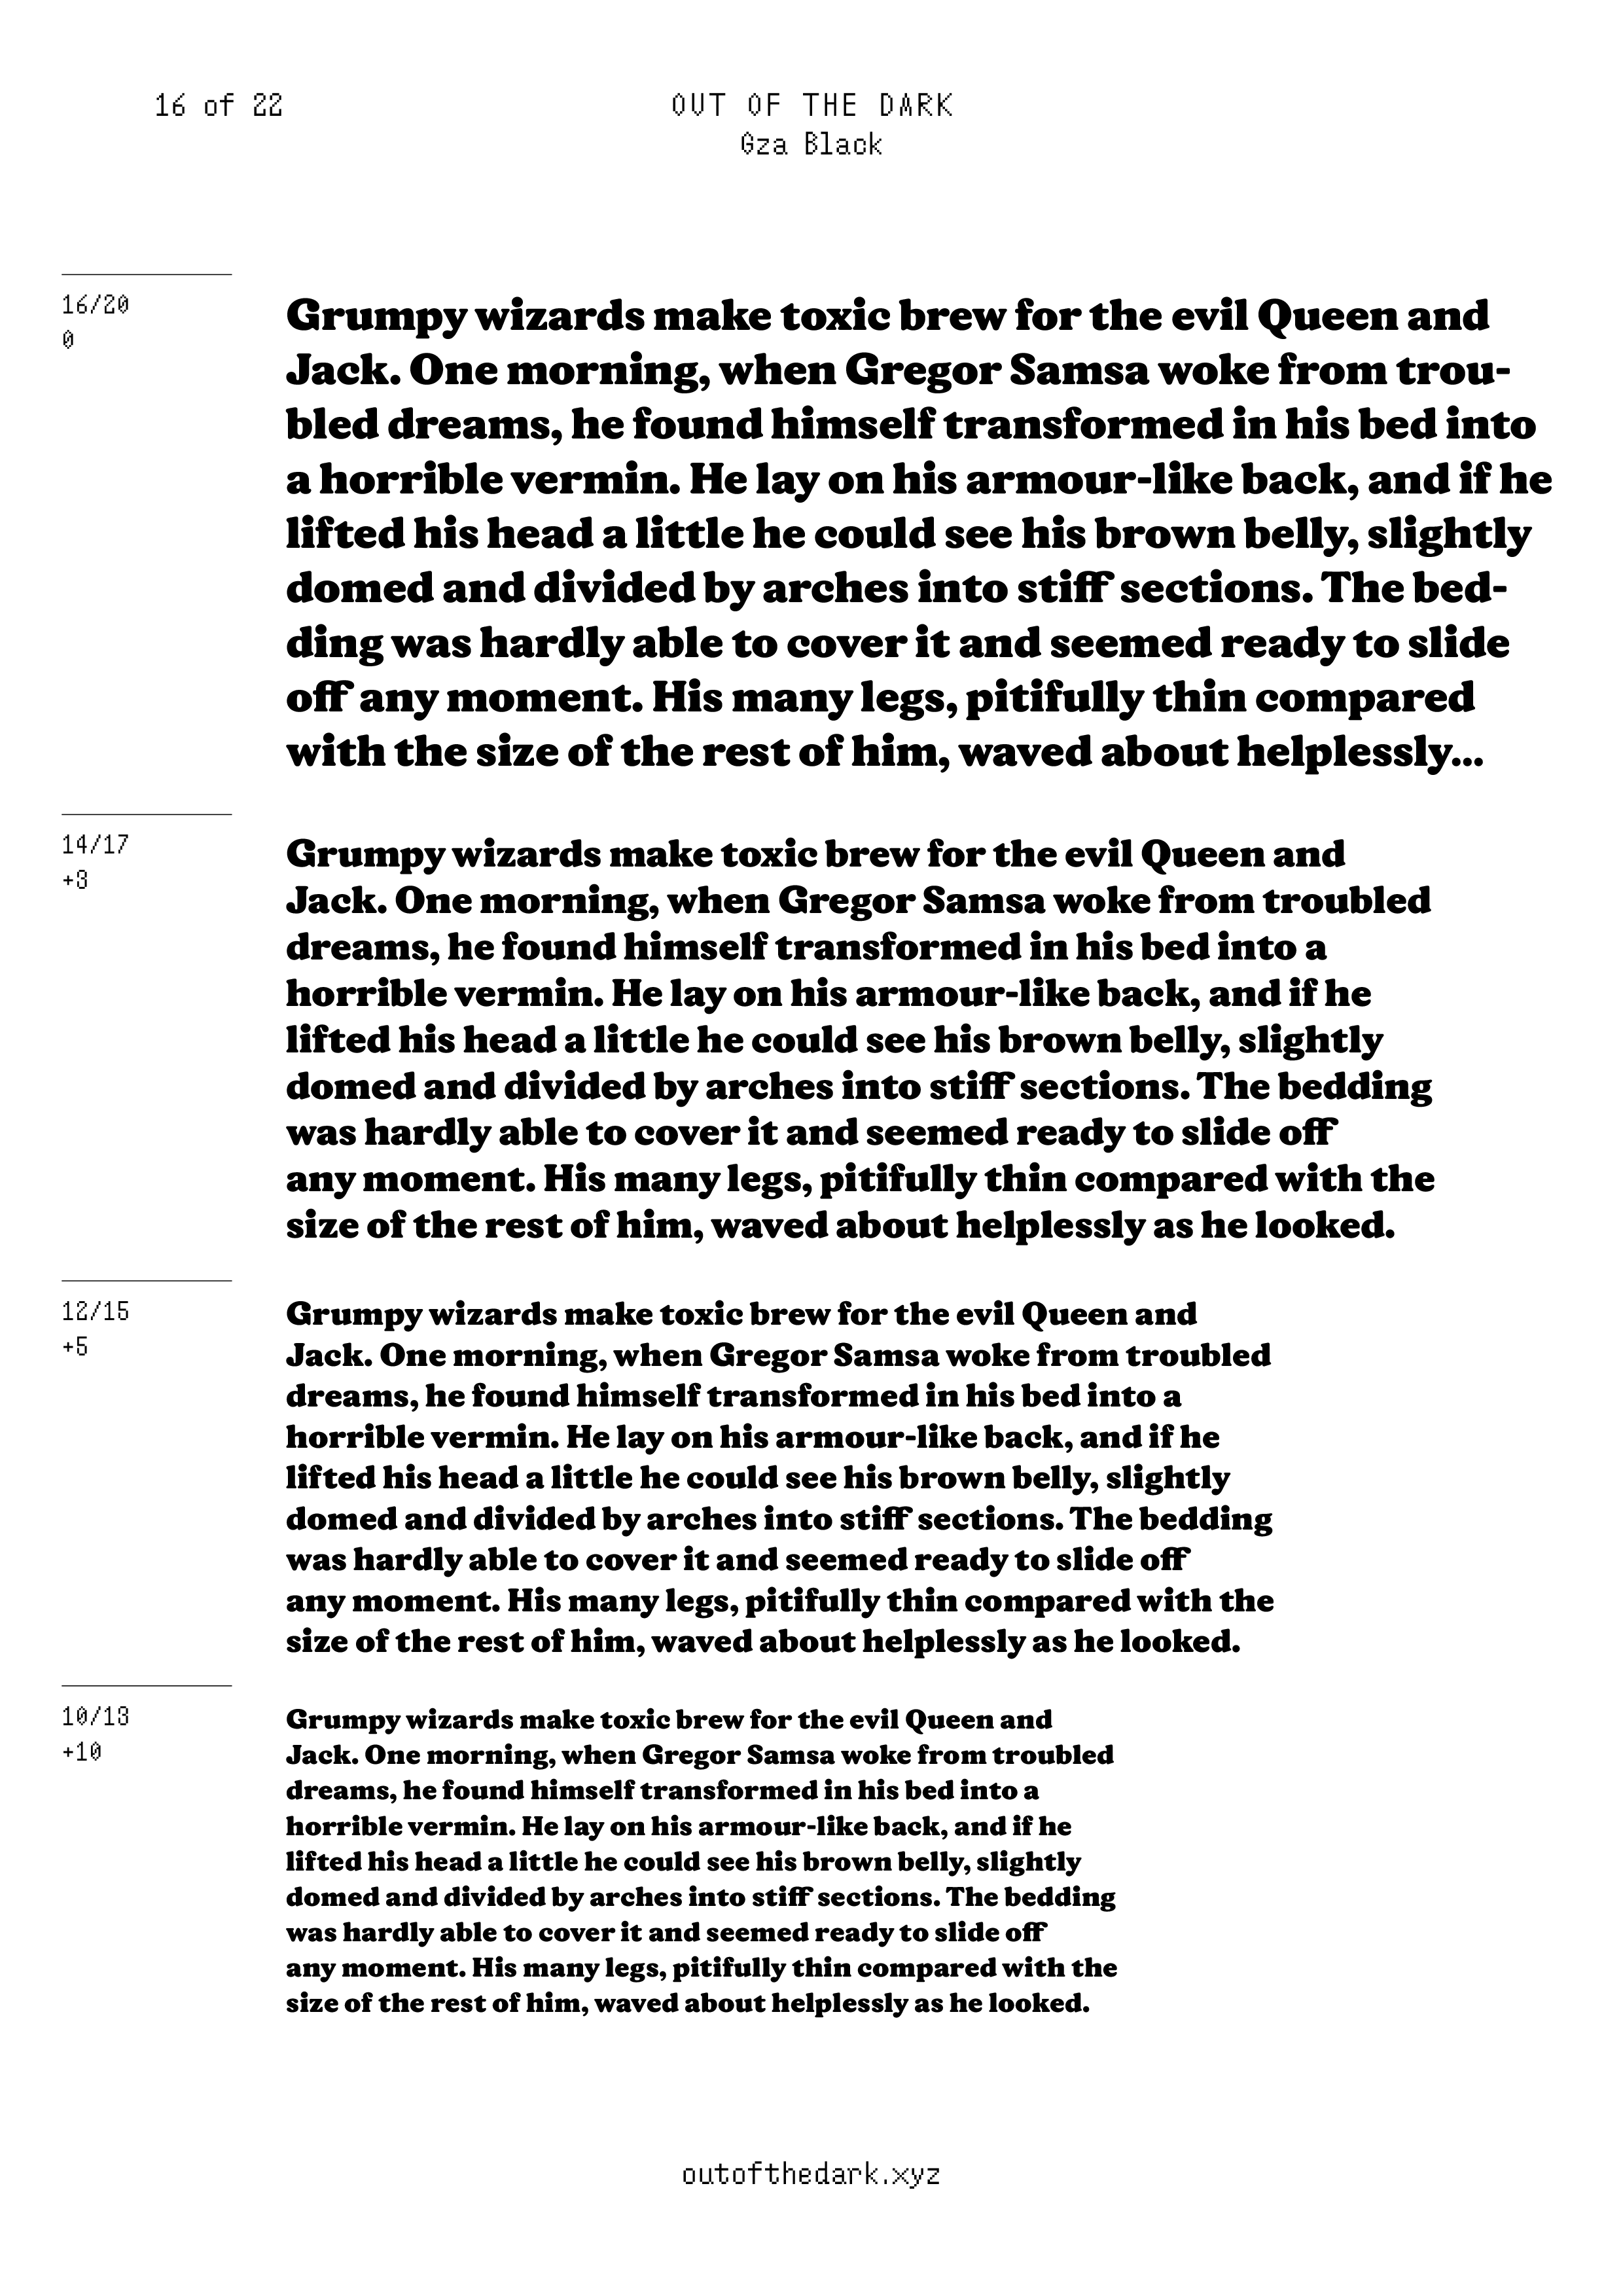 16 of 22
OUT OF THE DARK
Gza Black
16/20
0
Grumpy wizards make toxic brew for the evil Queen and
Jack. One morning, when Gregor Samsa woke from trou-
bled dreams, he found himself transformed in his bed into
a horrible vermin. He lay on his armour-like back, and if he
lifted his head a little he could see his brown belly, slightly
domed and divided by arches into stiff sections. The bed-
ding was hardly able to cover it and seemed ready to slide
off any moment. His many legs, pitifully thin compared
with the size of the rest of him, waved about helplessly...
14/17
+3
Grumpy wizards make toxic brew for the evil Queen and
Jack. One morning, when Gregor Samsa woke from troubled
dreams, he found himself transformed in his bed into a
horrible vermin. He lay on his armour-like back, and if he
lifted his head a little he could see his brown belly, slightly
domed and divided by arches into stiff sections. The bedding
was hardly able to cover it and seemed ready to slide off
any moment. His many legs, pitifully thin compared with the
size of the rest of him, waved about helplessly as he looked.
12/15
+5
Grumpy wizards make toxic brew for the evil Queen and
Jack. One morning, when Gregor Samsa woke from troubled
dreams, he found himself transformed in his bed into a
horrible vermin. He lay on his armour-like back, and if he
lifted his head a little he could see his brown belly, slightly
domed and divided by arches into stiff sections. The bedding
was hardly able to cover it and seemed ready to slide off
any moment. His many legs, pitifully thin compared with the
size of the rest of him, waved about helplessly as he looked.
10/13
+10
Grumpy wizards make toxic brew for the evil Queen and
Jack. One morning, when Gregor Samsa woke from troubled
dreams, he found himself transformed in his bed into a
horrible vermin. He lay on his armour-like back, and if he
lifted his head a little he could see his brown belly, slightly
domed and divided by arches into stiff sections. The bedding
was hardly able to cover it and seemed ready to slide off
any moment. His many legs, pitifully thin compared with the
size of the rest of him, waved about helplessly as he looked.
outofthedark.xyz